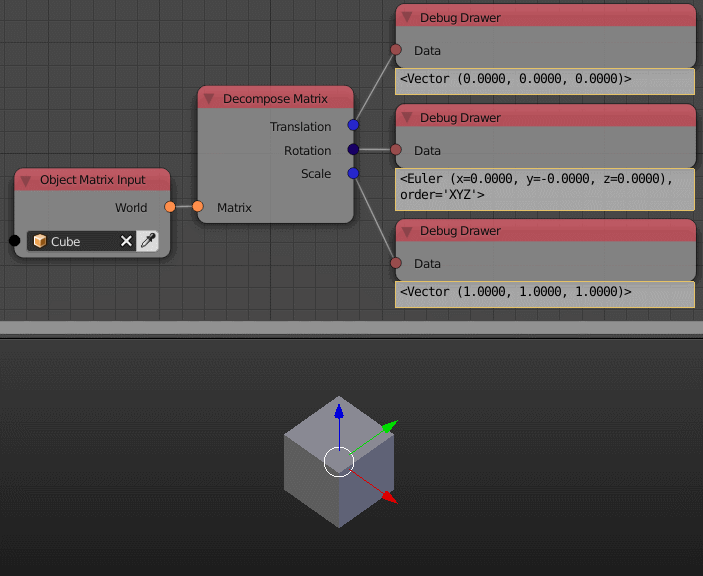 Debug Drawer
Data
<Vector (0.0000, 0.0000, 0.0000)>
Decompose Matrix
Translation
Rotation
Scale
Matrix
Debug Drawer
Data
<Euler (x=0.0000, y=-0.0000, z=0.0000),
order='XYZ'>
Object Matrix Input
World
Cube
Debug Drawer
Data
<Vector (1.0000, 1.0000, 1.0000)>